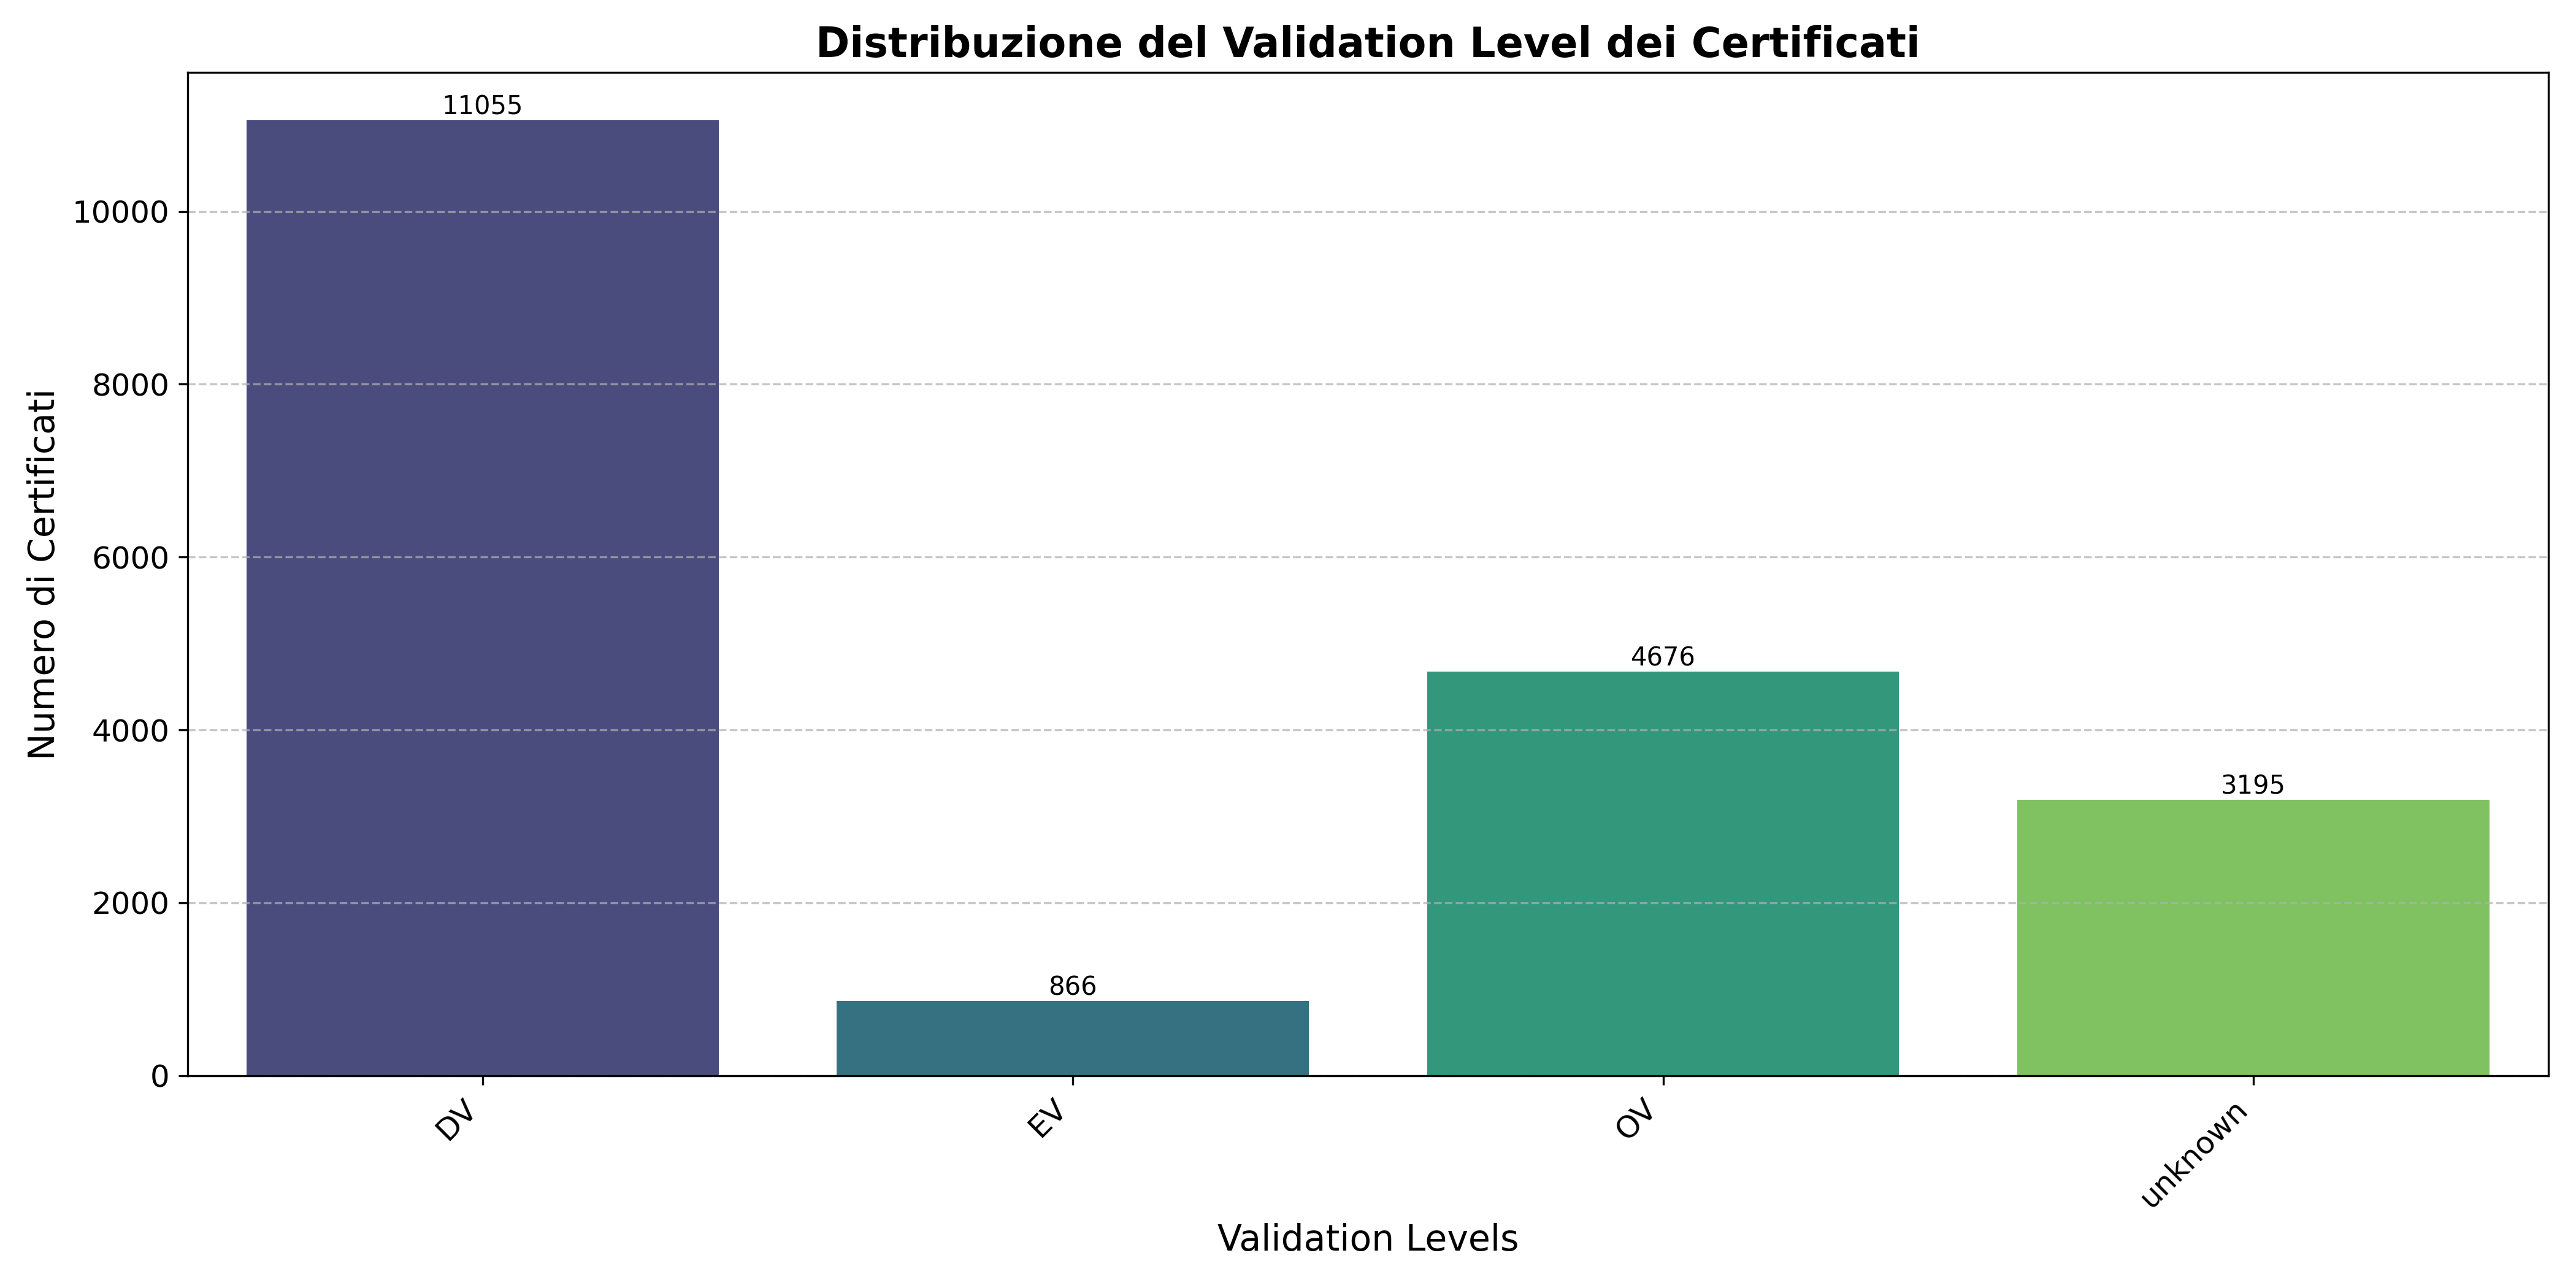 Distribuzione del Validation Level dei Certificati
Numero di Certificati
10000
8000
6000
4000
2000
0
11055
866
4676
3195
DV
EV
OV
unknown
Validation Levels